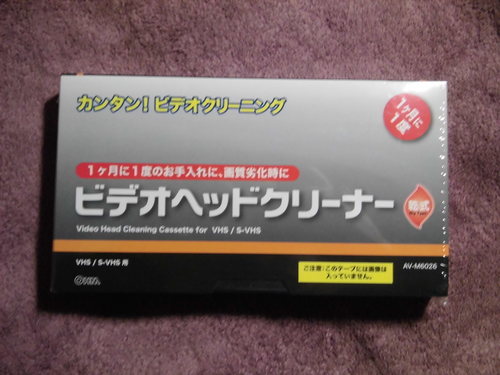 カンタン!ビデオクリーニング
1ヶ月に
1度
1ヶ月に1度のお手入れに、画質劣化時に
ビデオヘッドクリーナー
乾式
Video Head Cleaning Cassette for VHS / S-VHS
VHS / S-VHS 用
ご注意:このテープには画像は
入っていません。
AV-M6026